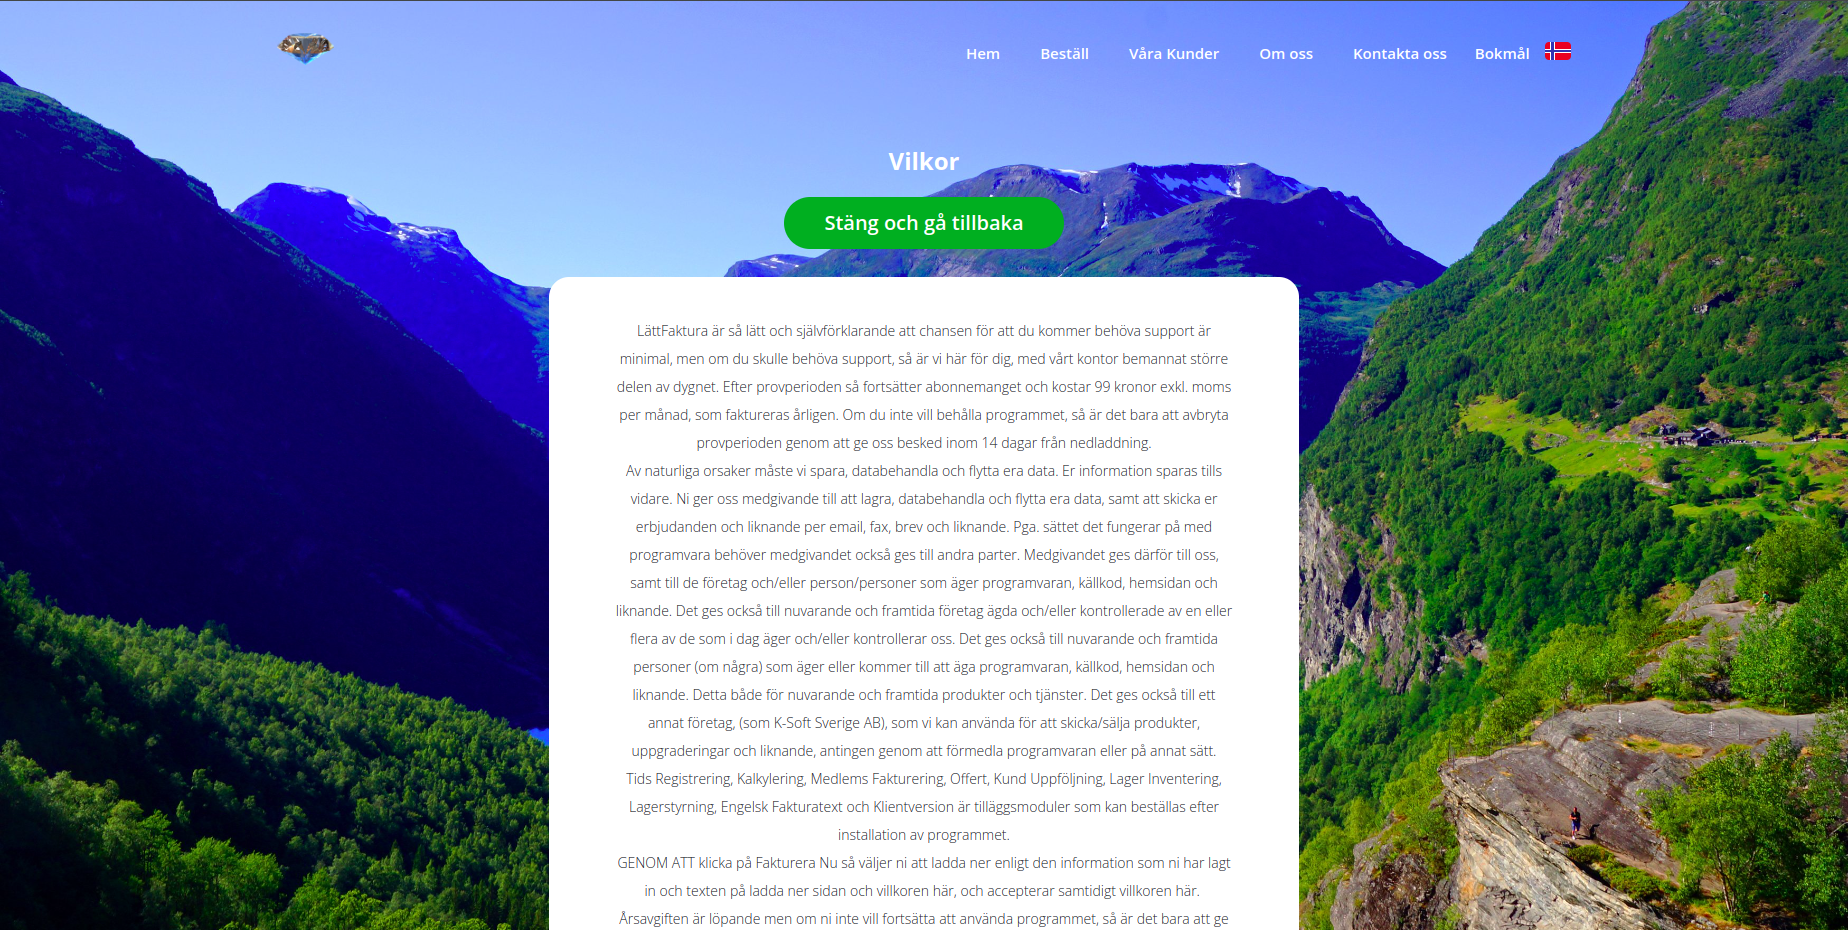 Hem Beställ Våra Kunder Om oss Kontakta oss Bokmål
Vilkor
Stäng och gå tillbaka
LättFaktura är så lätt och självförklarande att chansen för att du kommer behöva support är
minimal, men om du skulle behöva support, så är vi här för dig, med vårt kontor bemannat större
delen av dygnet. Efter provperioden så fortsätter abonnemanget och kostar 99 kronor exkl. moms
per månad, som faktureras årligen. Om du inte vill behålla programmet, så är det bara att avbryta
provperioden genom att ge oss besked inom 14 dagar från nedladdning.
Av naturliga orsaker måste vi spara, databehandla och flytta era data. Er information sparas tills
vidare. Ni ger oss medgivande till att lagra, databehandla och flytta era data, samt att skicka er
erbjudanden och liknande per email, fax, brev och liknande. Pga. sättet det fungerar på med
programvara behöver medgivandet också ges till andra parter. Medgivandet ges därför till oss,
samt till de företag och/eller person/personer som äger programvaran, källkod, hemsidan och
liknande. Det ges också till nuvarande och framtida företag ägda och/eller kontrollerade av en eller
flera av de som i dag äger och/eller kontrollerar oss. Det ges också till nuvarande och framtida
personer (om några) som äger eller kommer till att äga programvaran, källkod, hemsidan och
liknande. Detta både för nuvarande och framtida produkter och tjänster. Det ges också till ett
annat företag, (som K-Soft Sverige AB), som vi kan använda för att skicka/sälja produkter,
uppgraderingar och liknande, antingen genom att förmedla programvaran eller på annat sätt.
Tids Registrering, Kalkylering, Medlems Fakturering, Offert, Kund Uppföljning, Lager Inventering,
Lagerstyrning, Engelsk Fakturatext och Klientversion är tilläggsmoduler som kan beställas efter
installation av programmet.
GENOM ATT klicka på Fakturera Nu så väljer ni att ladda ner enligt den information som ni har lagt
in och texten på ladda ner sidan och villkoren här, och accepterar samtidigt villkoren här.
Årsavgiften är löpande men om ni inte vill fortsätta att använda programmet, så är det bara att ge